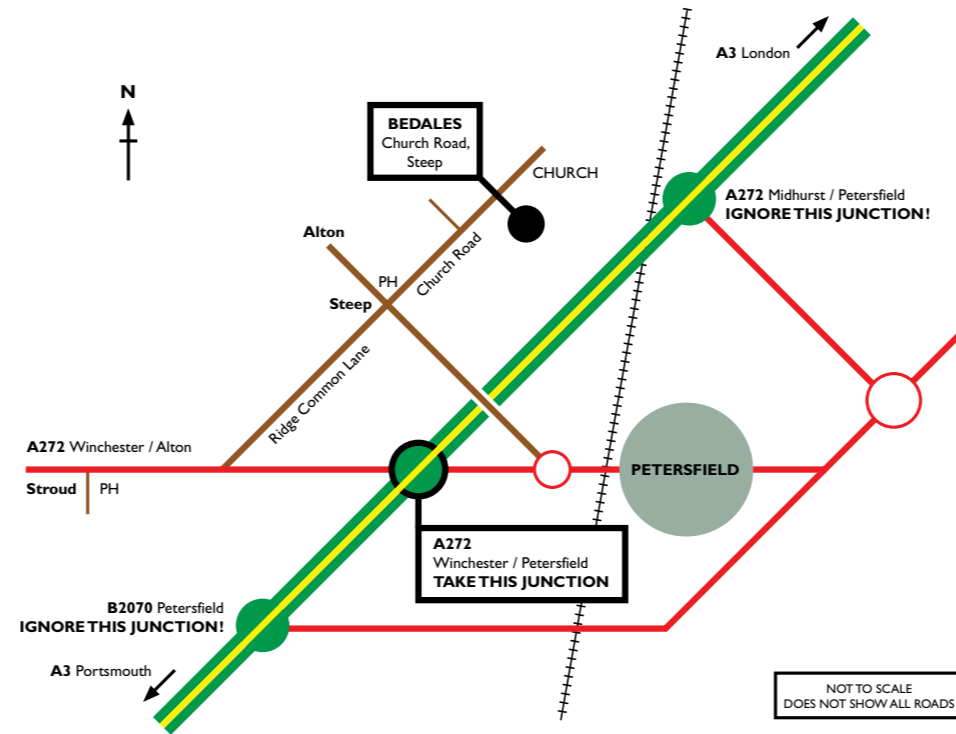 A3 London
N
BEDALES
Church Road,
Steep
CHURCH
A272 Midhurst / Petersfield
IGNORE THIS JUNCTION!
Alton
Church Road
PH
Steep
Ridge Common Lane
A272 Winchester / Alton
Stroud
PH
PETERSFIELD
A272
Winchester / Petersfield
TAKE THIS JUNCTION
B2070 Petersfield
IGNORE THIS JUNCTION!
A3 Portsmouth
NOT TO SCALE
DOES NOT SHOW ALL ROADS